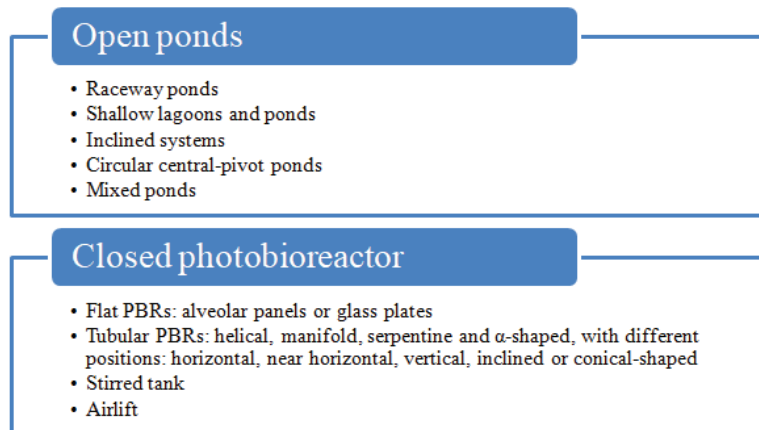 Open ponds
• Raceway ponds
• Shallow lagoons and ponds
• Inclined systems
• Circular central-pivot ponds
• Mixed ponds
Closed photobioreactor
• Flat PBRs: alveolar panels or glass plates
• Tubular PBRs: helical, manifold, serpentine and α-shaped, with different
positions: horizontal, near horizontal, vertical, inclined or conical-shaped
• Stirred tank
• Airlift